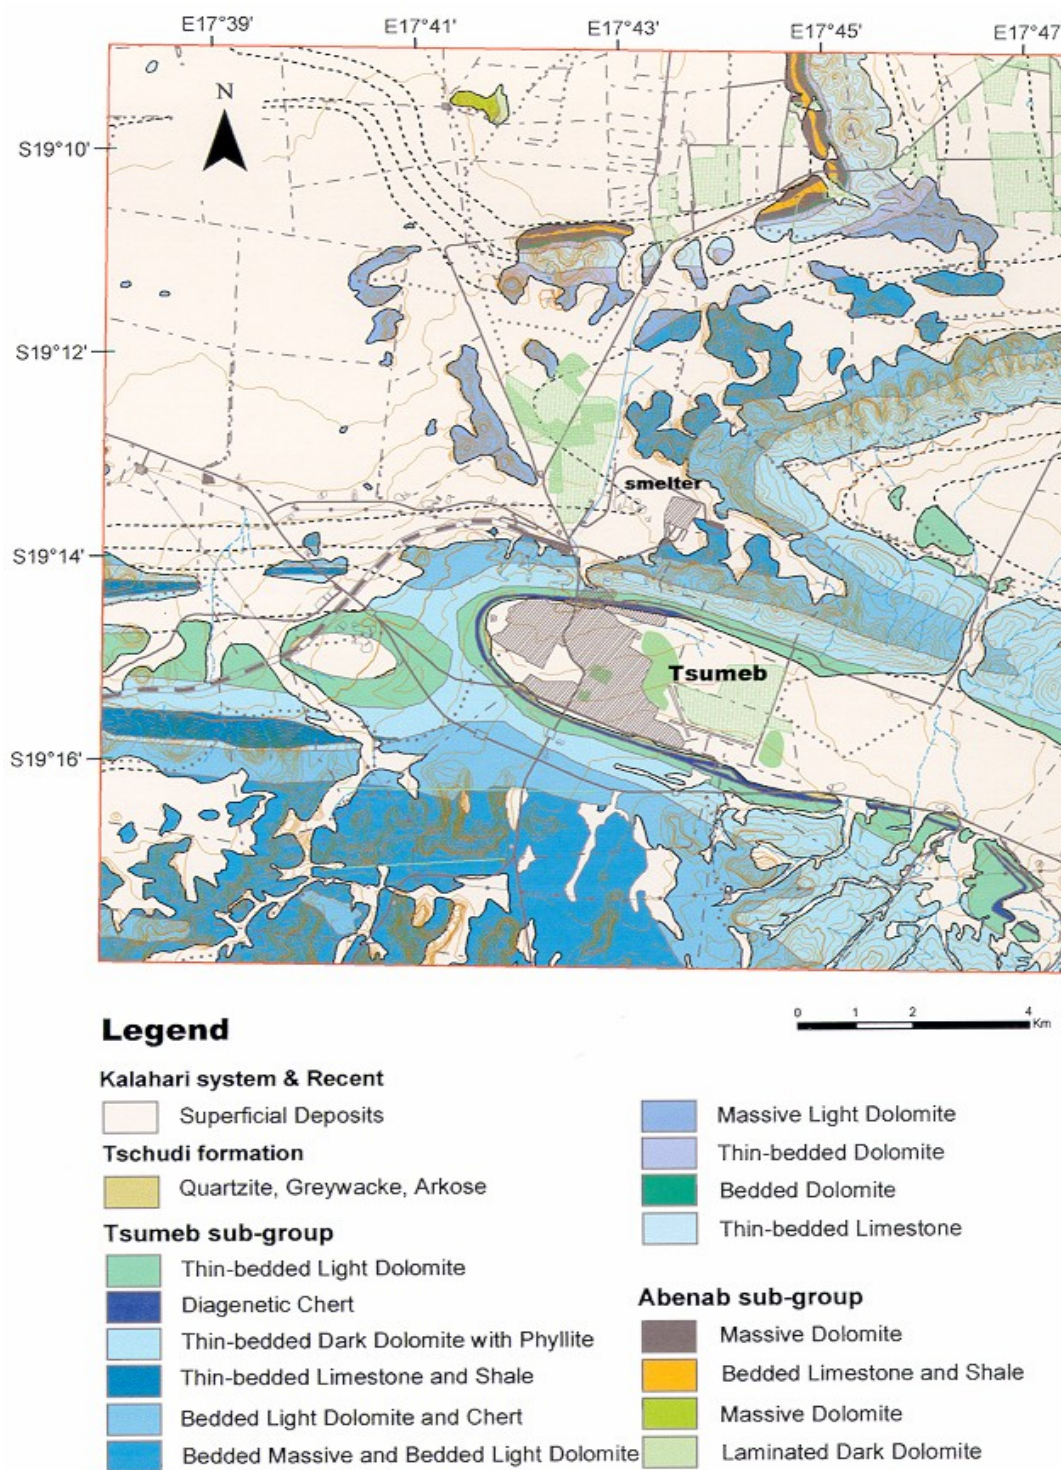 E17°39' E17°41' E17°43' E17°45' E17°47'
N
S19°10'
S19°12'
smelter
S19°14'
Tsumeb
S19°16'
Legend
0 1 2 4
Km
Kalahari system & Recent
Superficial Deposits
Tschudi formation
Quartzite, Greywacke, Arkose
Tsumeb sub-group
Thin-bedded Light Dolomite
Diagenetic Chert
Thin-bedded Dark Dolomite with Phyllite
Thin-bedded Limestone and Shale
Bedded Light Dolomite and Chert
Bedded Massive and Bedded Light Dolomite
Massive Light Dolomite
Thin-bedded Dolomite
Bedded Dolomite
Thin-bedded Limestone
Abenab sub-group
Massive Dolomite
Bedded Limestone and Shale
Massive Dolomite
Laminated Dark Dolomite